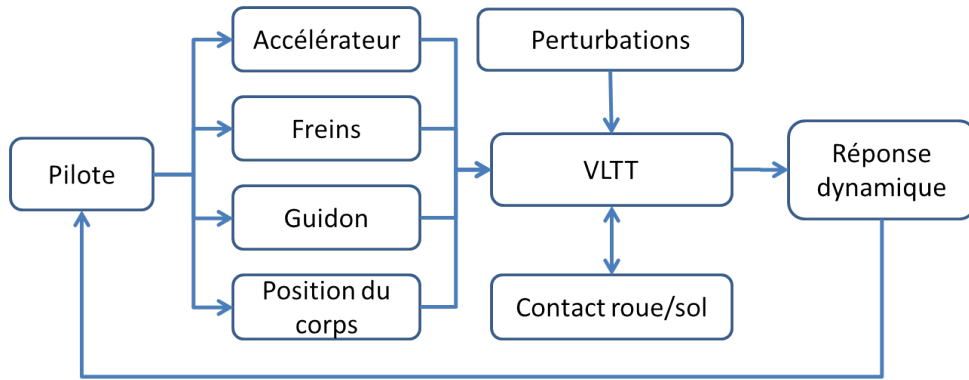 Pilote
Accélérateur
Freins
Guidon
Position du
corps
Perturbations
VLTT
Contact roue/sol
Réponse
dynamique